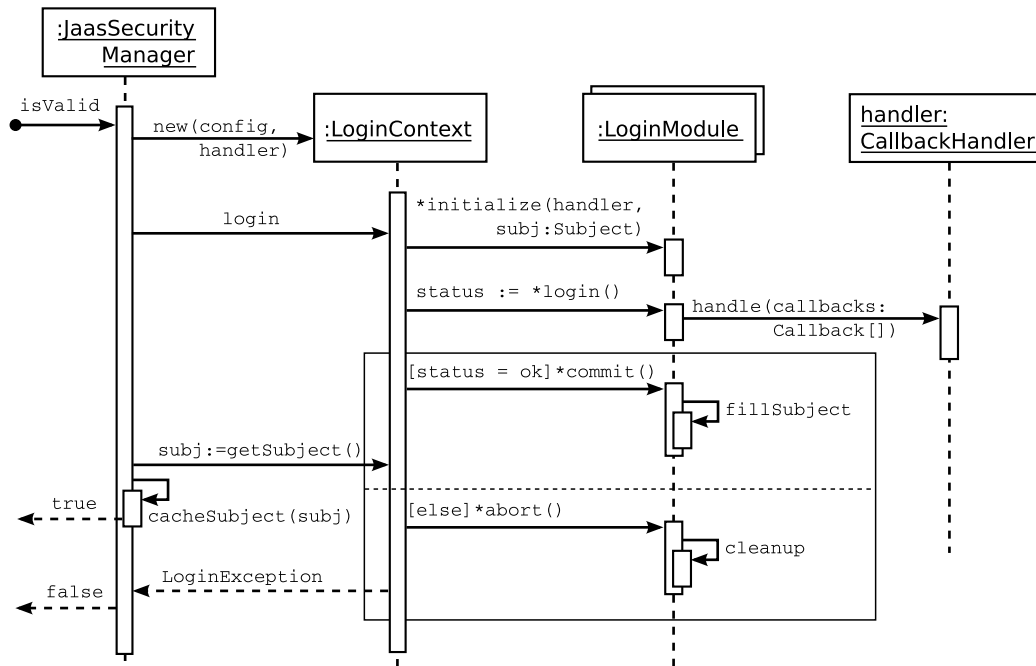 :JaasSecurity
Manager
isValid
new(config,
handler)
:LoginContext
:LoginModule
handler:
CallbackHandler
*initialize(handler,
subj:Subject)
login
status := *login()
handle(callbacks:
Callback[])
[status = ok]*commit()
fillSubject
subj:=getSubject()
true
cacheSubject(subj)
[else]*abort()
cleanup
LoginException
false